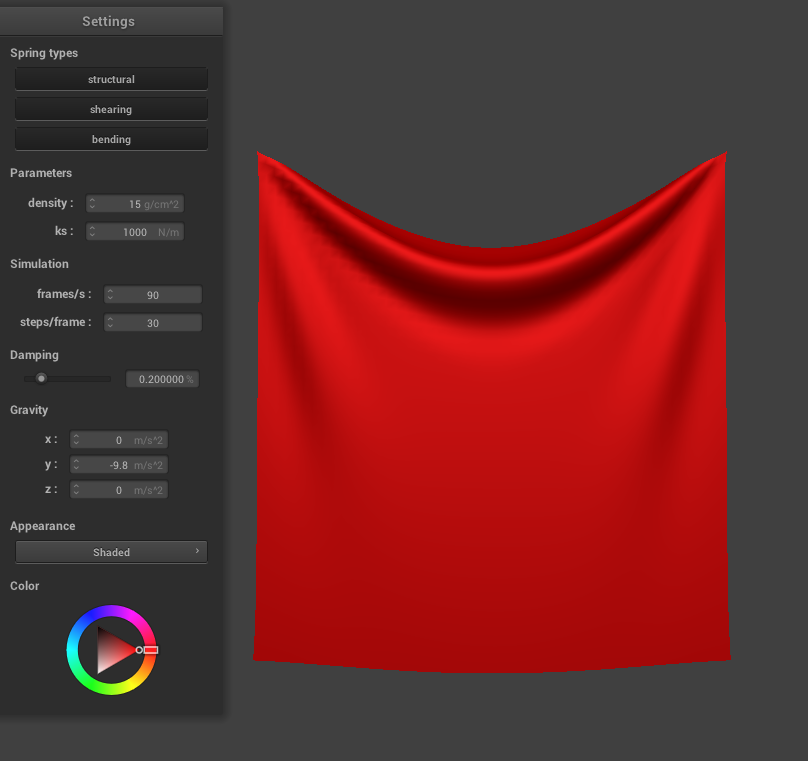 Settings
Spring types
structural
shearing
bending
Parameters
density : 15 g/cm^2
ks : 1000 N/m
Simulation
frames/s : 90
steps/frame : 30
Damping
0.200000 %
Gravity
x : 0 m/s^2
y : -9.8 m/s^2
z : 0 m/s^2
Appearance
Shaded
Color